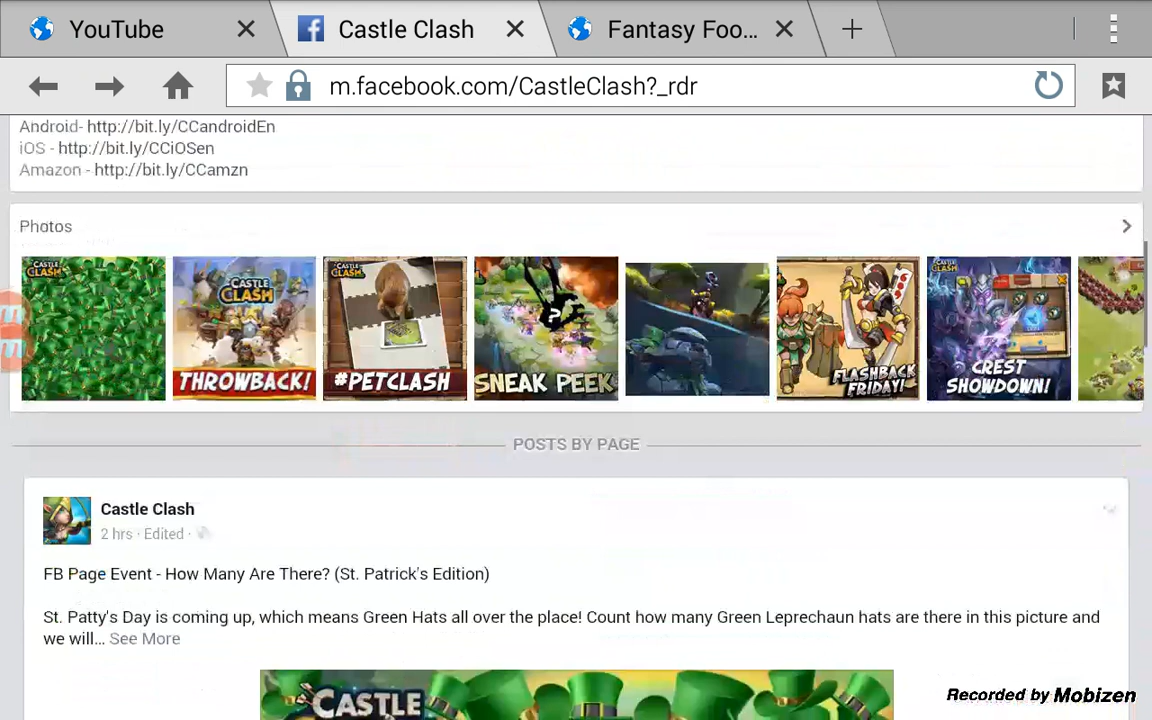 YouTube
Castle Clash
Fantasy Foo...
m.facebook.com/CastleClash?_rdr
Android- http://bit.ly/CCandroidEn
iOS - http://bit.ly/CCiOSen
Amazon - http://bit.ly/CCamzn
Photos
CASTLE CLASH
CASTLE CLASH
THROWBACK!
CASTLE CLASH
#PETCLASH
SNEAK PEEK
FLASHBACK
FRIDAY!
CASTLE CLASH
CREST
SHOWDOWN!
POSTS BY PAGE
Castle Clash
2 hrs · Edited ·
FB Page Event - How Many Are There? (St. Patrick's Edition)
St. Patty's Day is coming up, which means Green Hats all over the place! Count how many Green Leprechaun hats are there in this picture and
we will... See More
CASTLE
Recorded by Mobizen